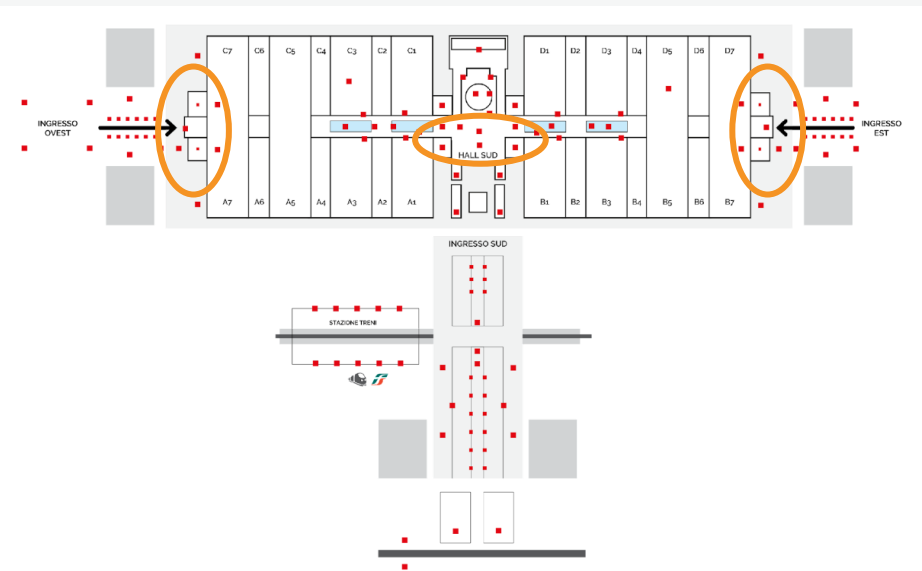 C7 C6 C5 C4 C3 C2 C1 D1 D2 D3 D4 D5 D6 D7
INGRESSO
OVEST
INGRESSO
EST
HALL SUD
A7 A6 A5 A4 A3 A2 A1 B1 B2 B3 B4 B5 B6 B7
INGRESSO SUD
STAZIONE TRENI